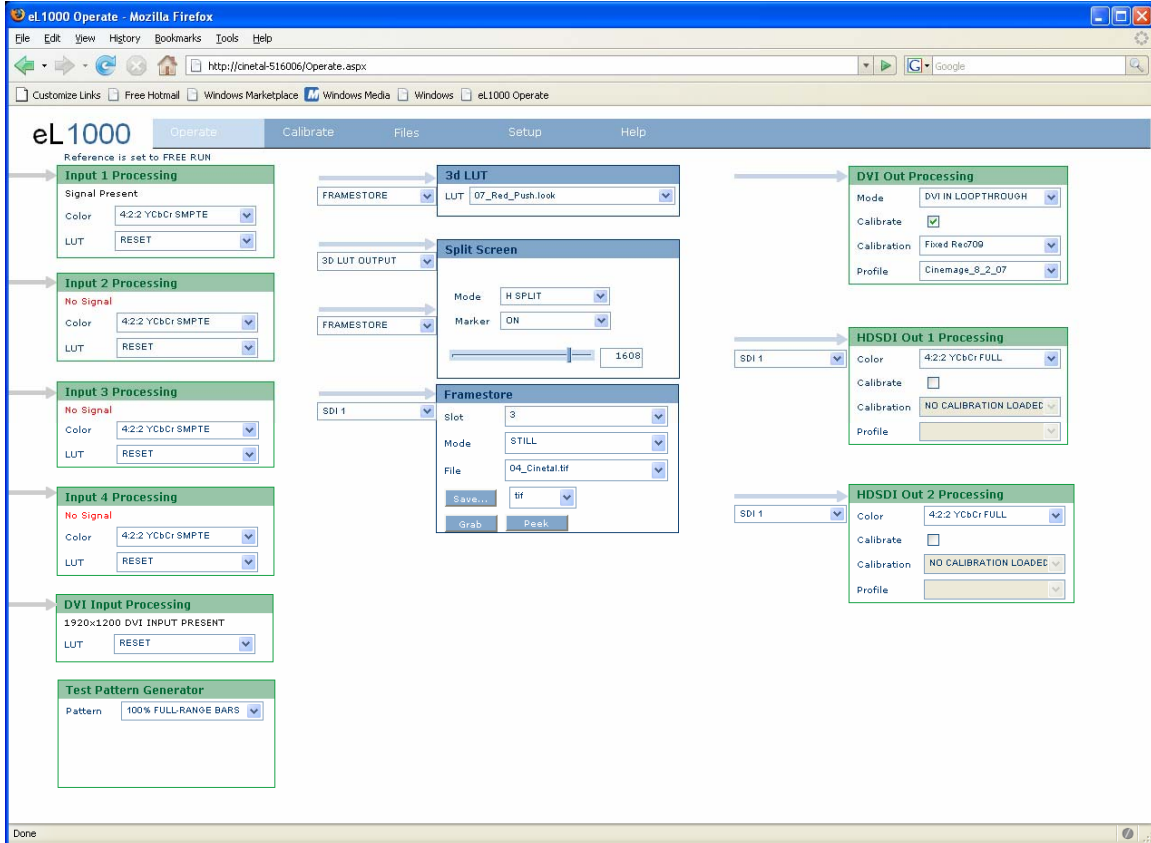 eL1000 Operate - Mozilla Firefox
File Edit View History Bookmarks Tools Help
http://cinetal-516006/Operate.aspx
G Google
Customize Links Free Hotmail Windows Marketplace Windows Media Windows eL1000 Operate
eL1000 Operate Calibrate Files Setup Help
Reference is set to FREE RUN
Input 1 Processing
Signal Present
Color 4:2:2 YCbCr SMPTE
LUT RESET
Input 2 Processing
No Signal
Color 4:2:2 YCbCr SMPTE
LUT RESET
Input 3 Processing
No Signal
Color 4:2:2 YCbCr SMPTE
LUT RESET
Input 4 Processing
No Signal
Color 4:2:2 YCbCr SMPTE
LUT RESET
DVI Input Processing
1920x1200 DVI INPUT PRESENT
LUT RESET
Test Pattern Generator
Pattern 100% FULL-RANGE BARS
FRAMESTORE
3d LUT
LUT 07_Red_Push.look
3D LUT OUTPUT
FRAMESTORE
Split Screen
Mode H SPLIT
Marker ON
1608
SDI 1
Framestore
Slot 3
Mode STILL
File 04_Cinetal.tif
Save... tif
Grab Peek
DVI Out Processing
Mode DVI IN LOOPTHROUGH
Calibrate
Calibration Fixed Rec709
Profile Cinemage_8_2_07
SDI 1
HDSDI Out 1 Processing
Color 4:2:2 YCbCr FULL
Calibrate
Calibration NO CALIBRATION LOADED
Profile
SDI 1
HDSDI Out 2 Processing
Color 4:2:2 YCbCr FULL
Calibrate
Calibration NO CALIBRATION LOADED
Profile
Done